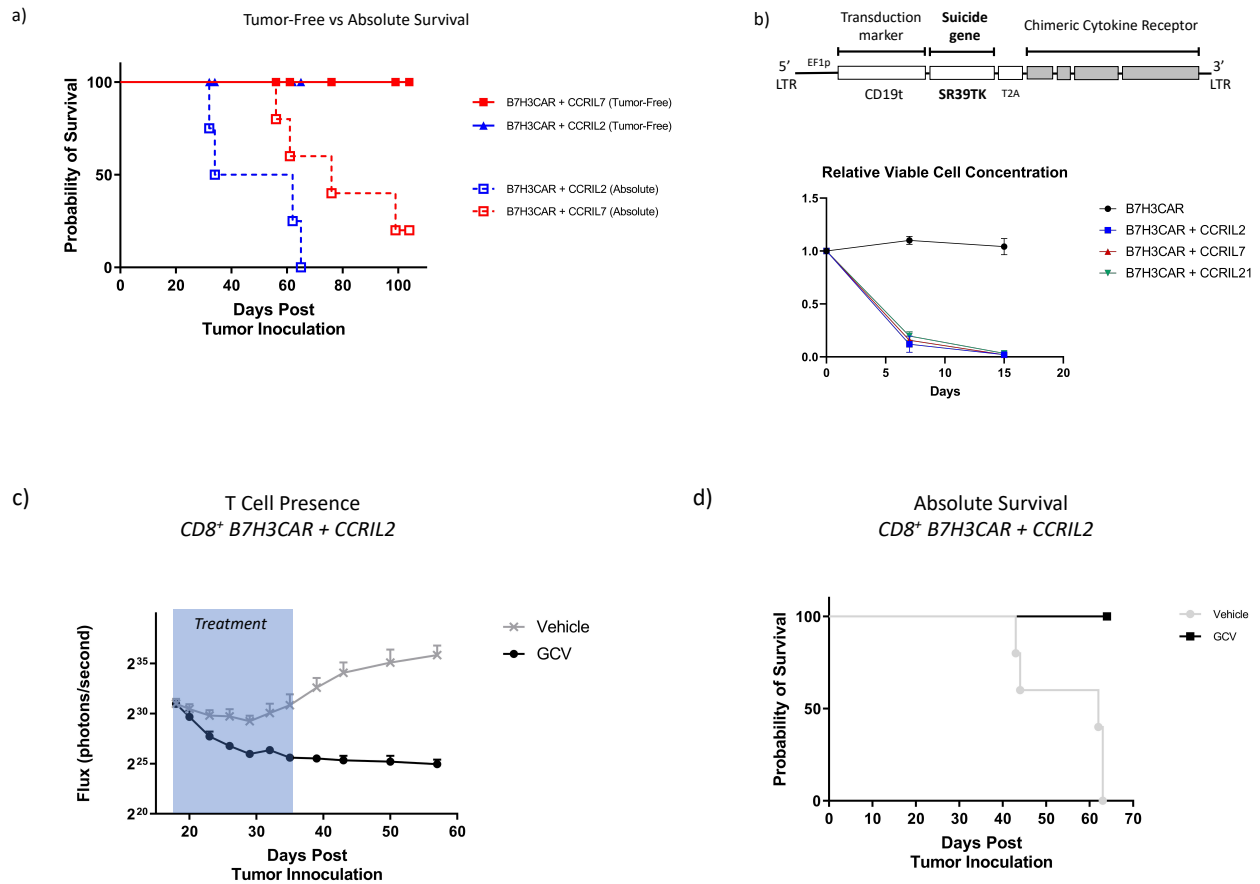 a)
Tumor-Free vs Absolute Survival
Probability of Survival
100
50
0
0 20 40 60 80 100
Days Post
Tumor Inoculation
B7H3CAR + CCRIL7 (Tumor-Free)
B7H3CAR + CCRIL2 (Tumor-Free)
B7H3CAR + CCRIL2 (Absolute)
B7H3CAR + CCRIL7 (Absolute)
b)
Transduction
marker
Suicide
gene
Chimeric Cytokine Receptor
5’
LTR
EF1p
3’
LTR
CD19t
SR39TK
T2A
Relative Viable Cell Concentration
1.5
1.0
0.5
0.0
0 5 10 15 20
Days
B7H3CAR
B7H3CAR + CCRIL2
B7H3CAR + CCRIL7
B7H3CAR + CCRIL21
c)
T Cell Presence
CD8+ B7H3CAR + CCRIL2
Flux (photons/second)
2^35
2^30
2^25
2^20
Treatment
20 30 40 50 60
Days Post
Tumor Innoculation
Vehicle
GCV
d)
Absolute Survival
CD8+ B7H3CAR + CCRIL2
Probability of Survival
100
50
0
0 10 20 30 40 50 60 70
Days Post
Tumor Inoculation
Vehicle
GCV